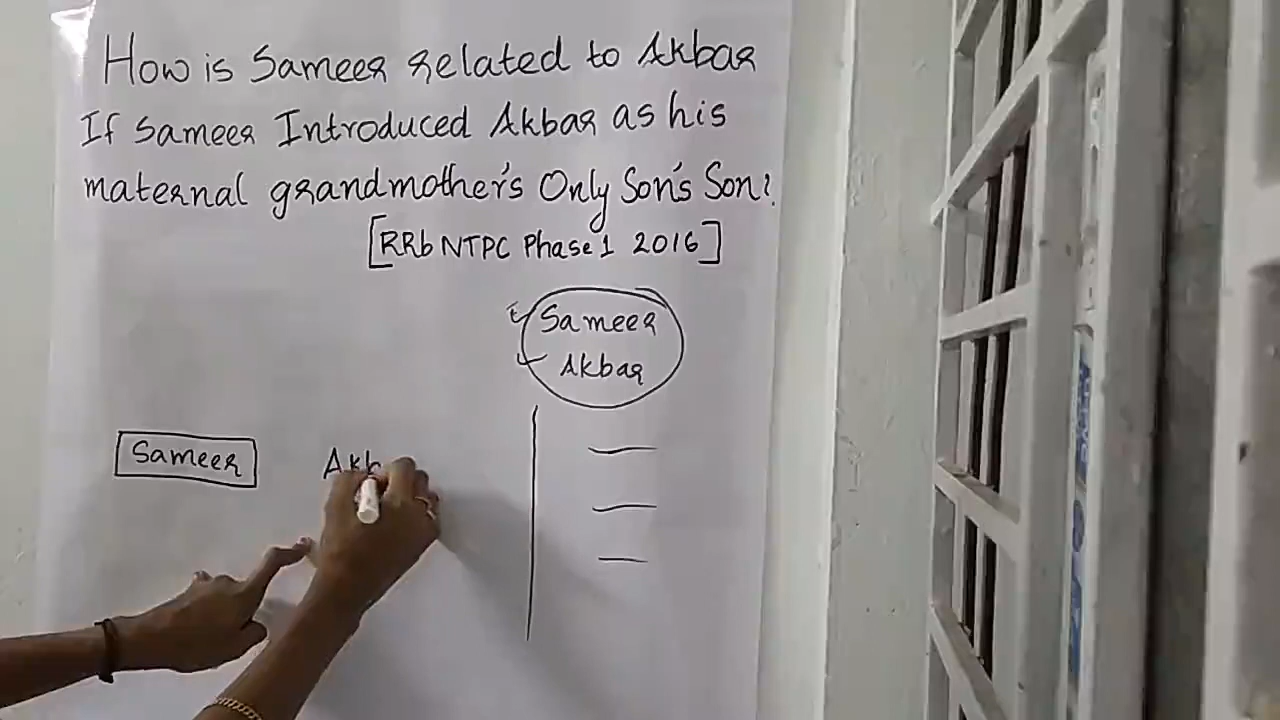 How is Sameer related to Akbar
If Sameer Introduced Akbar as his
maternal grandmother's Only Son's Son?
[RRb NTPC Phase 1 2016]
Sameer
Akbar
Sameer
Akb